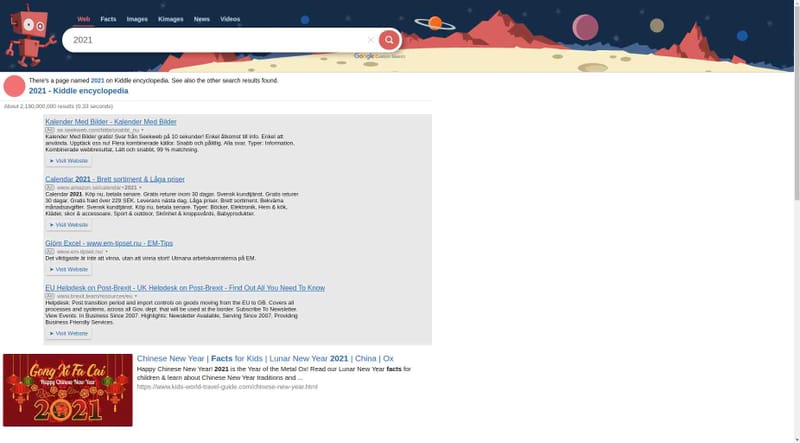 Web Facts Images Kimages News Videos
2021
Google Custom Search
There's a page named 2021 on Kiddle encyclopedia. See also the other search results found.
2021 - Kiddle encyclopedia
About 2,180,000,000 results (0.33 seconds)
Kalender Med Bilder - Kalender Med Bilder
Ad se.seekweb.com/hitta/snabbt_nu
Kalender Med Bilder gratis! Svar från Seekweb på 10 sekunder! Enkel åtkomst till info. Enkel att
använda. Upptäck oss nu! Flera kombinerade källor. Snabb och pålitlig. Alla svar. Typer: Information,
Kombinerade webbresultat. Lätt och snabbt, 99 % matchning.
➤ Visit Website
Calendar 2021 - Brett sortiment & Låga priser
Ad www.amazon.se/calendar+2021
Calendar 2021. Köp nu, betala senare. Gratis returer inom 30 dagar. Svensk kundtjänst. Gratis returer
30 dagar. Gratis frakt över 229 SEK. Leverans nästa dag. Låga priser. Brett sortiment. Bekväma
månadsavgifter. Svensk kundtjänst. Köp nu, betala senare. Typer: Böcker, Elektronik, Hem & kök,
Kläder, skor & accessoare, Sport & outdoor, Skönhet & kroppsvårds, Babyprodukter.
➤ Visit Website
Glöm Excel - www.em-tipset.nu - EM-Tips
Ad www.em-tipset.nu/
Det viktigaste är inte att vinna, utan att vinna stort! Utmana arbetskamraterna på EM.
➤ Visit Website
EU Helpdesk on Post-Brexit - UK Helpdesk on Post-Brexit - Find Out All You Need To Know
Ad www.brexit.team/resources/eu
Helpdesk: Post transition period and import controls on goods moving from the EU to GB. Covers all
processes and systems, across all Gov. dept. that will be used at the border. Subscribe To Newsletter.
View Events. In Business Since 2007. Highlights: Newsletter Available, Serving Since 2007, Providing
Business Friendly Services.
➤ Visit Website
Gong Xi Fa Cai
Happy Chinese New Year
2021
Chinese New Year | Facts for Kids | Lunar New Year 2021 | China | Ox
Happy Chinese New Year! 2021 is the Year of the Metal Ox! Read our Lunar New Year facts for
children & learn about Chinese New Year traditions and ...
https://www.kids-world-travel-guide.com/chinese-new-year.html